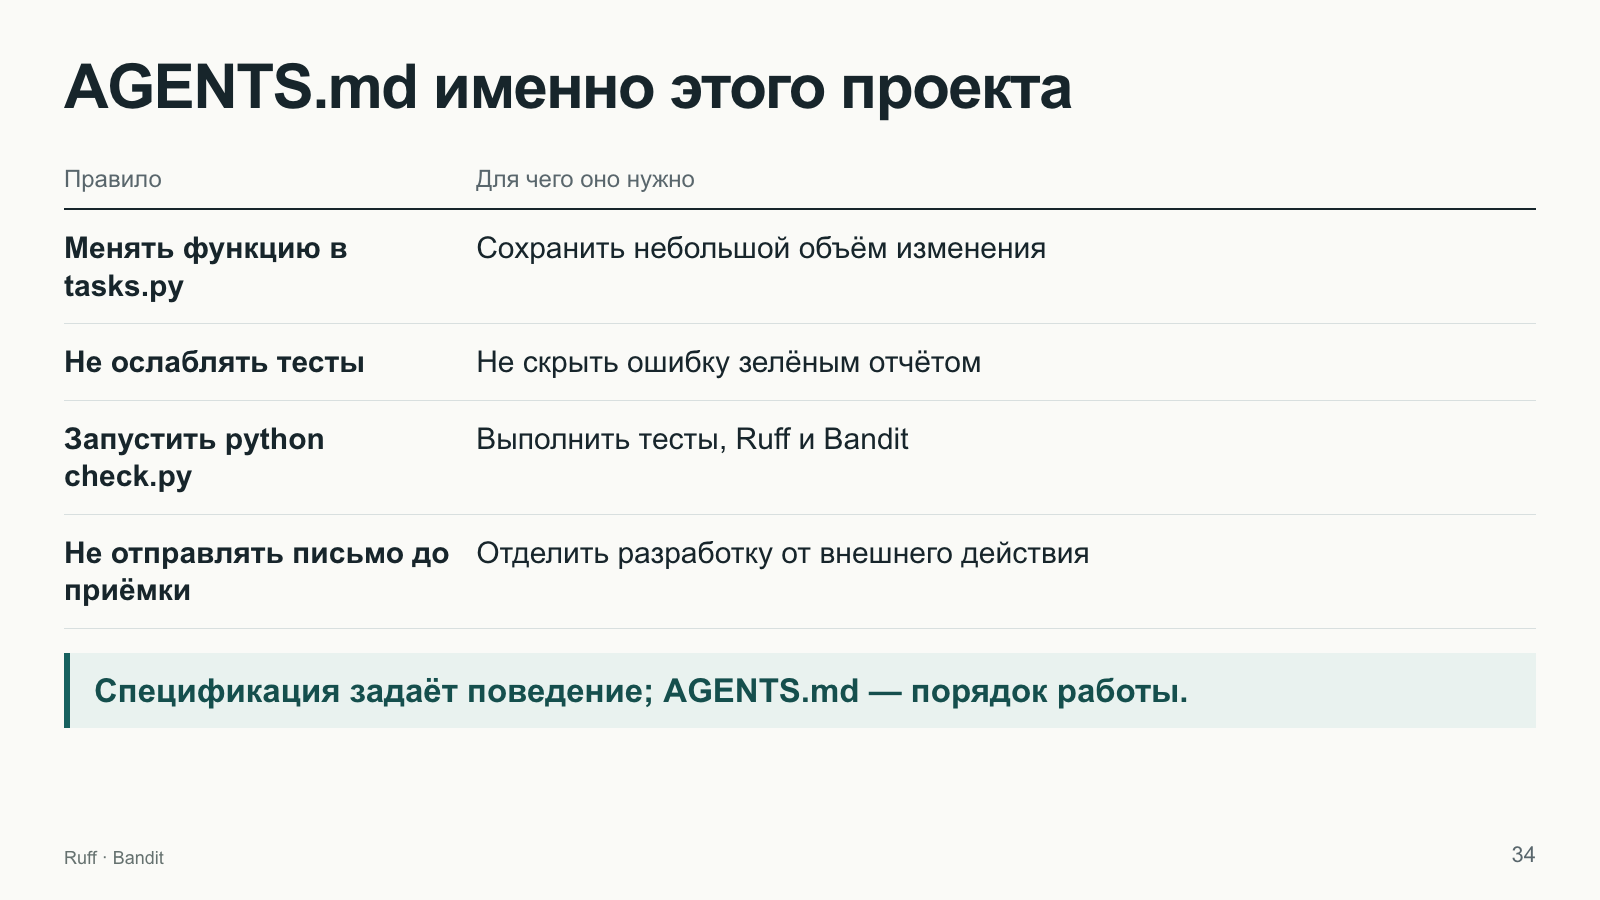 AGENTS.md именно этого проекта
Правило Для чего оно нужно
Менять функцию в Сохранить небольшой объём изменения
tasks.py
Не ослаблять тесты Не скрыть ошибку зелёным отчётом
Запустить python Выполнить тесты, Ruff и Bandit
check.py
Не отправлять письмо до Отделить разработку от внешнего действия
приёмки
Спецификация задаёт поведение; AGENTS.md — порядок работы.
Ruff · Bandit 34